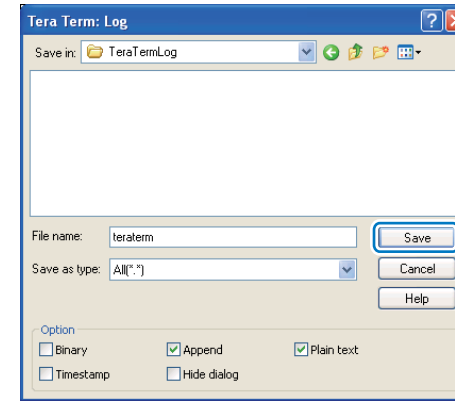 Tera Term: Log
Save in: TeraTermLog
File name: teraterm
Save
Save as type: All(*.*)
Cancel
Help
Option
Binary Append Plain text
Timestamp Hide dialog